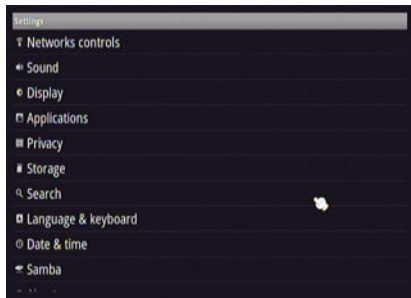 Settings
Networks controls
Sound
Display
Applications
Privacy
Storage
Search
Language & keyboard
Date & time
Samba